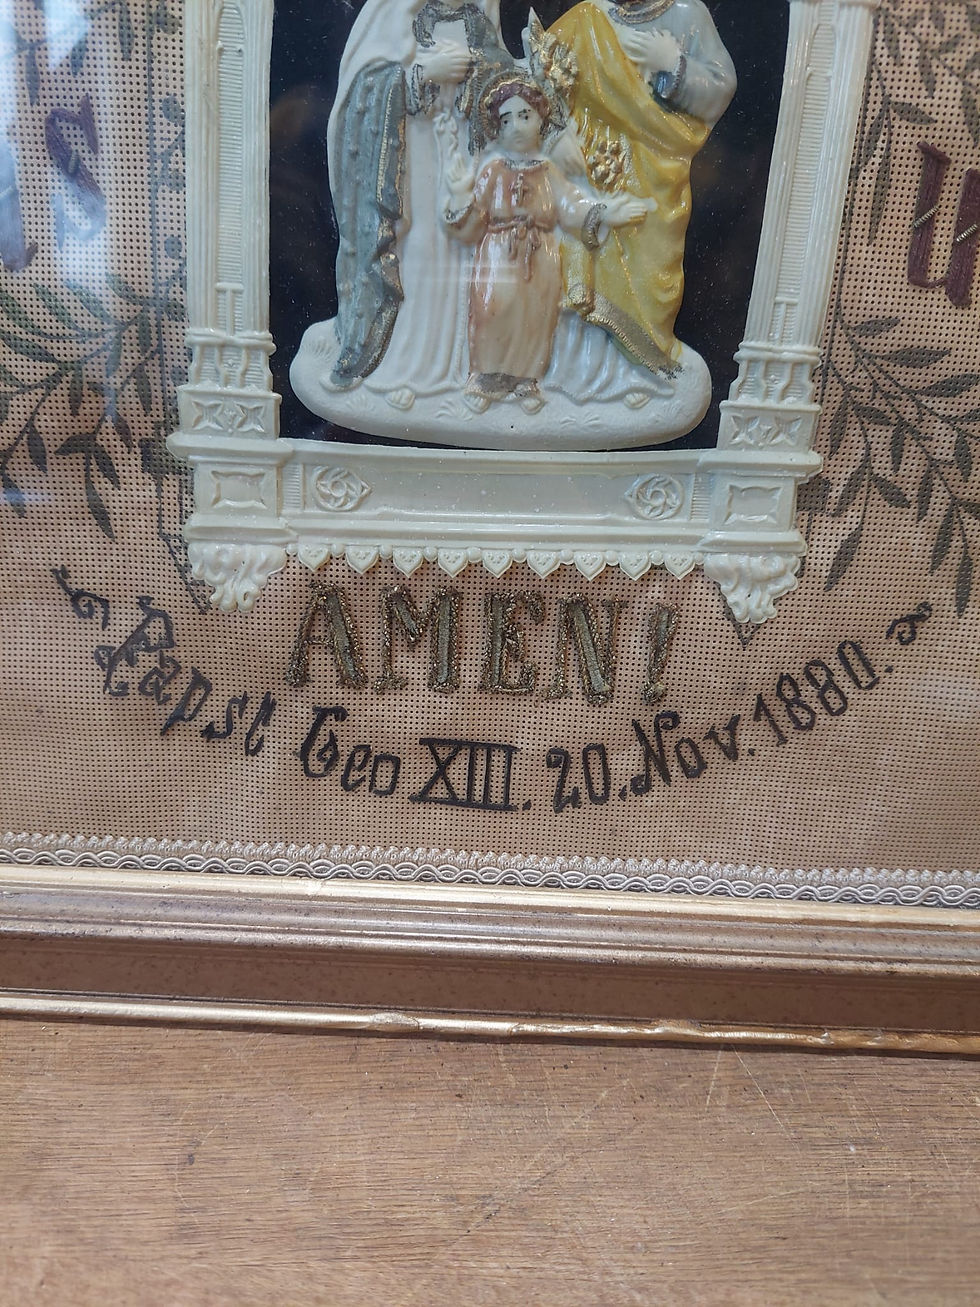 AMEN!
Papst Leo XIII. 20. Nov. 1880.